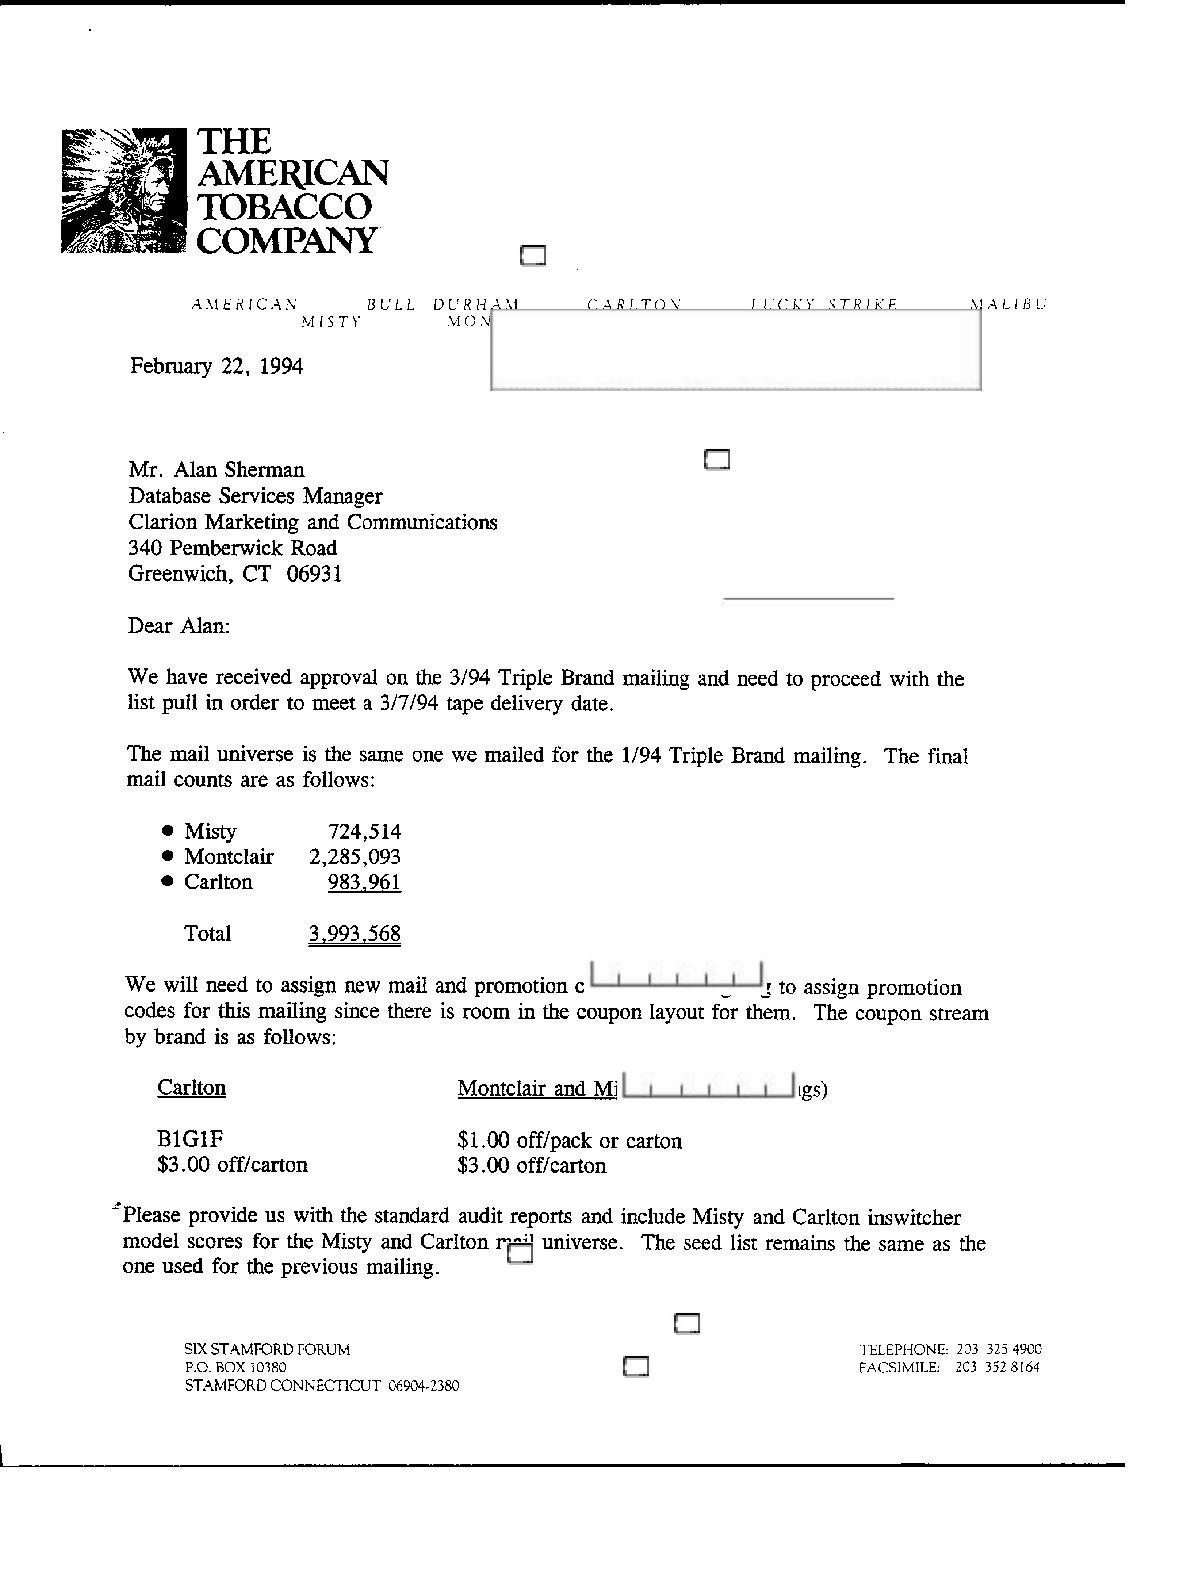 THE
AMERICAN
TOBACCO
COMPANY
AMERICAN BULL DURHAM CARLTON LUCKY STRIKE MALIBU
MISTY
February 22, 1994
Mr. Alan Sherman
Database Services Manager
Clarion Marketing and Communications
340 Pemberwick Road
Greenwich, CT 06931
Dear Alan:
We have received approval on the 3/94 Triple Brand mailing and need to proceed with the
list pull in order to meet a 3/7/94 tape delivery date.
The mail universe is the same one we mailed for the 1/94 Triple Brand mailing. The final
mail counts are as follows:
• Misty 724,514
• Montclair 2,285,093
• Carlton 983,961
Total 3,993,568
We will need to assign new mail and promotion to assign promotion
codes for this mailing since there is room in the coupon layout for them. The coupon stream
by brand is as follows:
Carlton Montclair and
B1G1F $1.00 off/pack or carton
$3.00 off/carton $3.00 off/carton
Please provide us with the standard audit reports and include Misty and Carlton inswitcher
model scores for the Misty and Carlton mail universe. The seed list remains the same as the
one used for the previous mailing.
SIX STAMFORD FORUM TELEPHONE: 203 325 4900
P.O. BOX 10380 FACSIMILE: 203 352 8164
STAMFORD CONNECTICUT 06904-2380